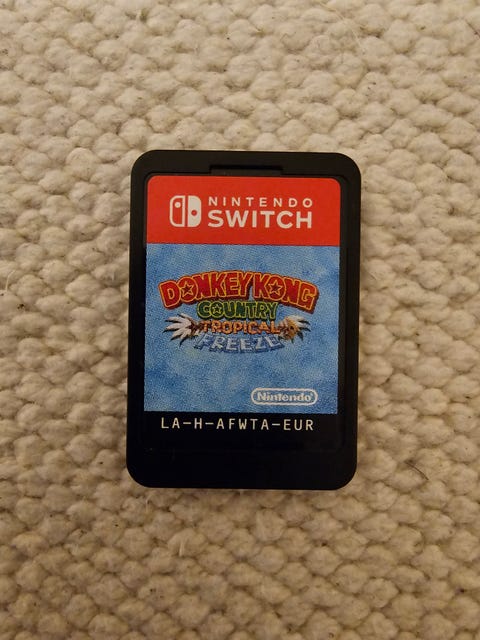 NINTENDO
SWITCH
DONKEY KONG
COUNTRY
TROPICAL
FREEZE
Nintendo
LA-H-AFWTA-EUR